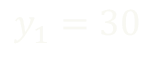 y₁ = 30